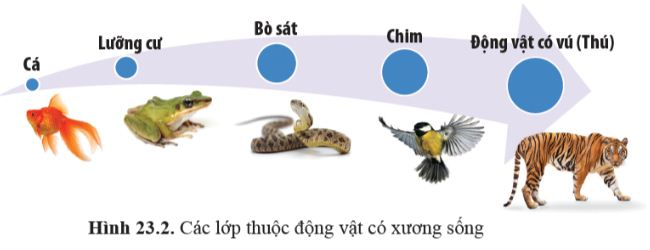 Cá
Lưỡng cư
Bò sát
Chim
Động vật có vú (Thú)
Hình 23.2. Các lớp thuộc động vật có xương sống